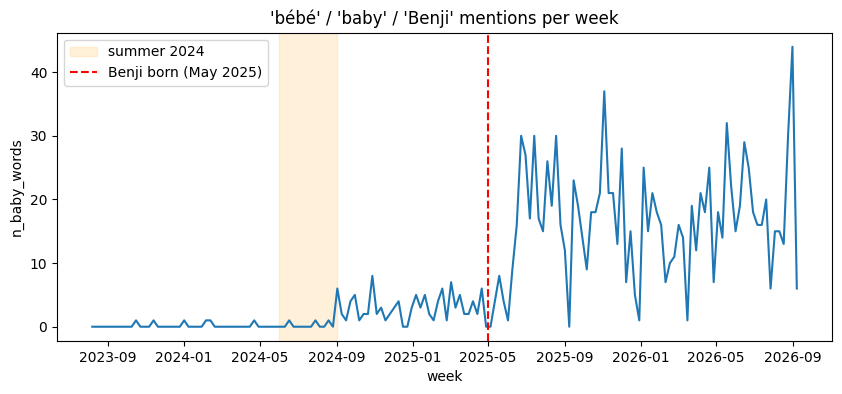 'bébé' / 'baby' / 'Benji' mentions per week
summer 2024
Benji born (May 2025)
40
30
20
10
0
n_baby_words
2023-09 2024-01 2024-05 2024-09 2025-01 2025-05 2025-09 2026-01 2026-05 2026-09
week